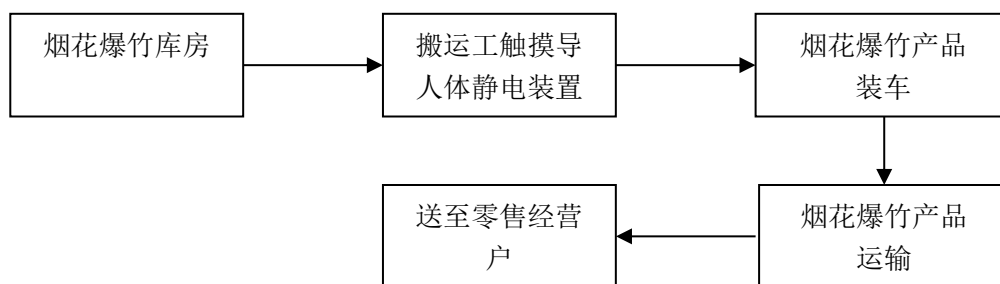 烟花爆竹库房
搬运工触摸导
人体静电装置
烟花爆竹产品
装车
烟花爆竹产品
运输
送至零售经营
户